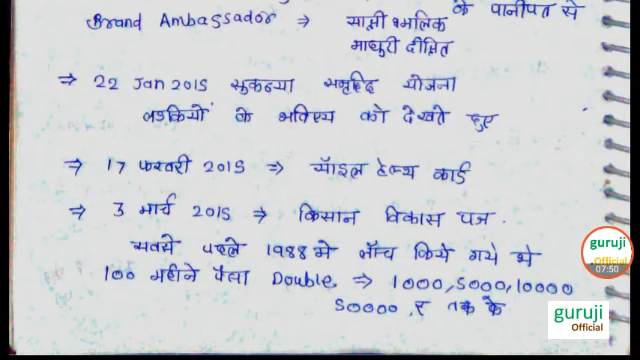 के पानीपत से
Brand Ambassador ⇒ साक्षी मलिक
माधुरी दीक्षित
⇒ 22 Jan 2015 सुकन्या समृद्धि योजना
लडकियों के भविष्य को देखते हुए
⇒ 17 फरवरी 2015 ⇒ सॉइल हेल्थ कार्ड
⇒ 3 मार्च 2015 ⇒ किसान विकास पत्र .
सबसे पहले 1988 मे लॉंच किये गये थे
100 महीने पैसा Double ⇒ 1000,5000,10000
50000 ₹ तक के
guruji
Official
07:50
guruji
Official